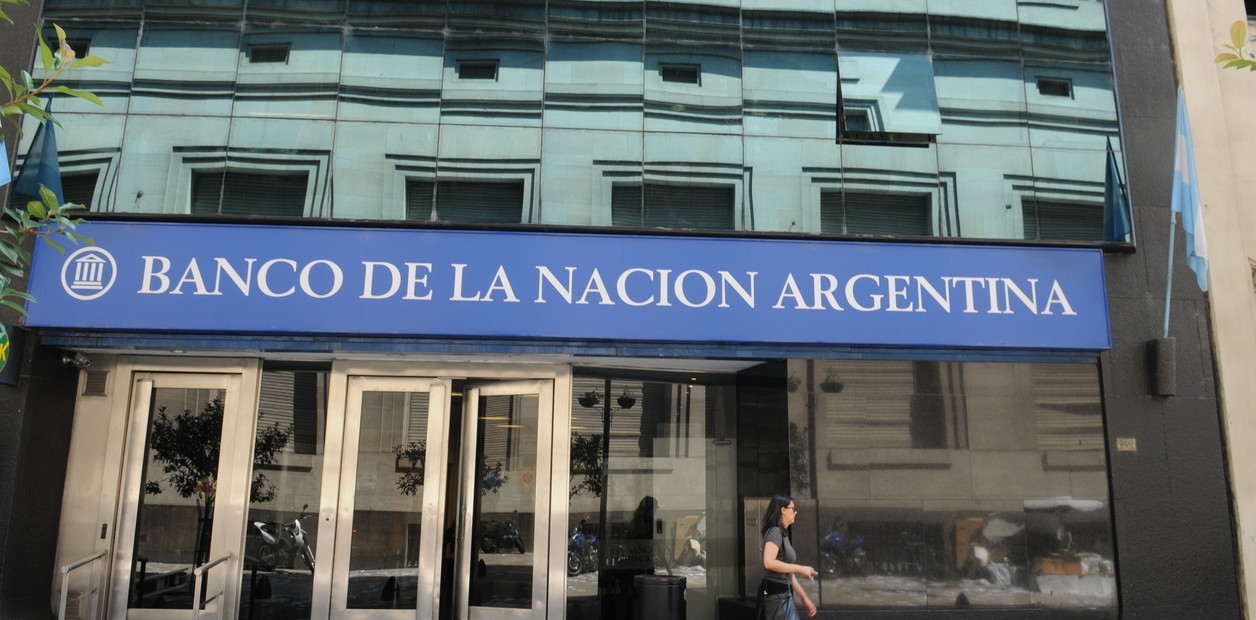 BANCO DE LA NACION ARGENTINA